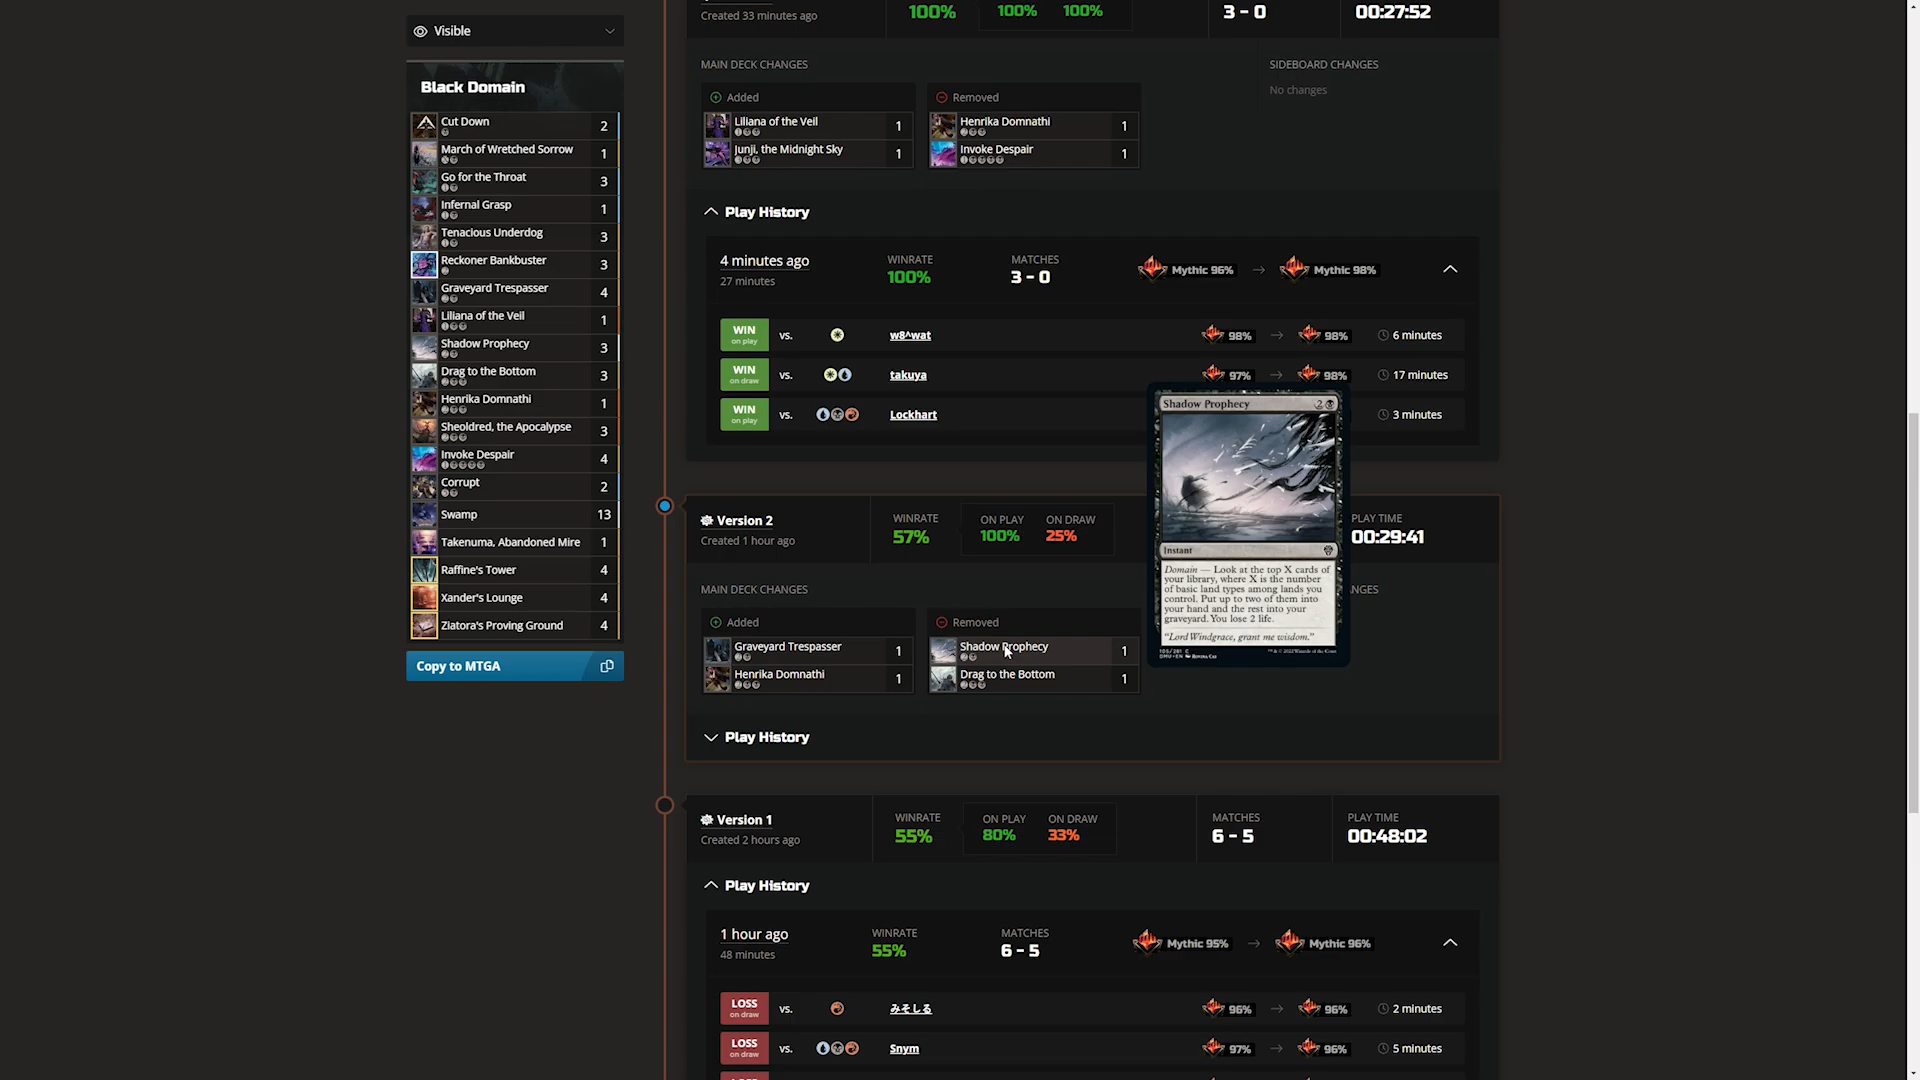 Visible
Black Domain
Cut Down 2
March of Wretched Sorrow 1
Go for the Throat 3
Infernal Grasp 1
Tenacious Underdog 3
Reckoner Bankbuster 3
Graveyard Trespasser 4
Liliana of the Veil 1
Shadow Prophecy 3
Drag to the Bottom 3
Henrika Domnathi 1
Sheoldred, the Apocalypse 3
Invoke Despair 4
Corrupt 2
Swamp 13
Takenuma, Abandoned Mire 1
Raffine's Tower 4
Xander's Lounge 4
Ziatora's Proving Ground 4
Copy to MTGA
Created 33 minutes ago
100% 100% 100% 3 - 0 00:27:52
MAIN DECK CHANGES
SIDEBOARD CHANGES
No changes
Added
Liliana of the Veil 1
Junji, the Midnight Sky 1
Removed
Henrika Domnathi 1
Invoke Despair 1
Play History
4 minutes ago
27 minutes
WINRATE
100%
MATCHES
3 - 0
Mythic 96% → Mythic 98%
WIN
on play
vs. w8^wat 98% → 98% 6 minutes
WIN
on draw
vs. takuya 97% → 98% 17 minutes
WIN
on play
vs. Lockhart 3 minutes
Shadow Prophecy 2
Instant
Domain — Look at the top X cards of
your library, where X is the number
of basic land types among lands you
control. Put up to two of them into
your hand and the rest into your
graveyard. You lose 2 life.
"Lord Windgrace, grant me wisdom."
Version 2
Created 1 hour ago
WINRATE
57%
ON PLAY
100%
ON DRAW
25%
PLAY TIME
00:29:41
MAIN DECK CHANGES
NGES
Added
Graveyard Trespasser 1
Henrika Domnathi 1
Removed
Shadow Prophecy 1
Drag to the Bottom 1
Play History
Version 1
Created 2 hours ago
WINRATE
55%
ON PLAY
80%
ON DRAW
33%
MATCHES
6 - 5
PLAY TIME
00:48:02
Play History
1 hour ago
48 minutes
WINRATE
55%
MATCHES
6 - 5
Mythic 95% → Mythic 96%
LOSS
on draw
vs. みそしる 96% → 96% 2 minutes
LOSS
on draw
vs. Snym 97% → 96% 5 minutes